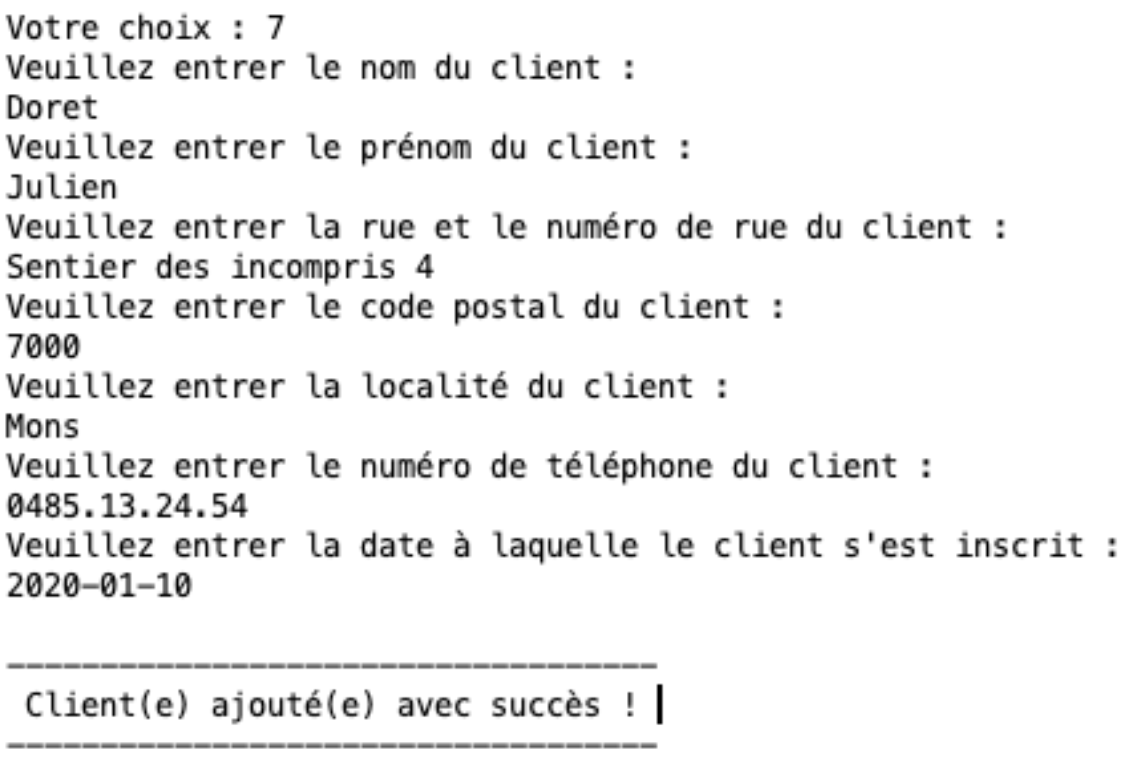 Votre choix : 7
Veuillez entrer le nom du client :
Doret
Veuillez entrer le prénom du client :
Julien
Veuillez entrer la rue et le numéro de rue du client :
Sentier des incompris 4
Veuillez entrer le code postal du client :
7000
Veuillez entrer la localité du client :
Mons
Veuillez entrer le numéro de téléphone du client :
0485.13.24.54
Veuillez entrer la date à laquelle le client s'est inscrit :
2020-01-10
-----------------------------------
Client(e) ajouté(e) avec succès !
-----------------------------------